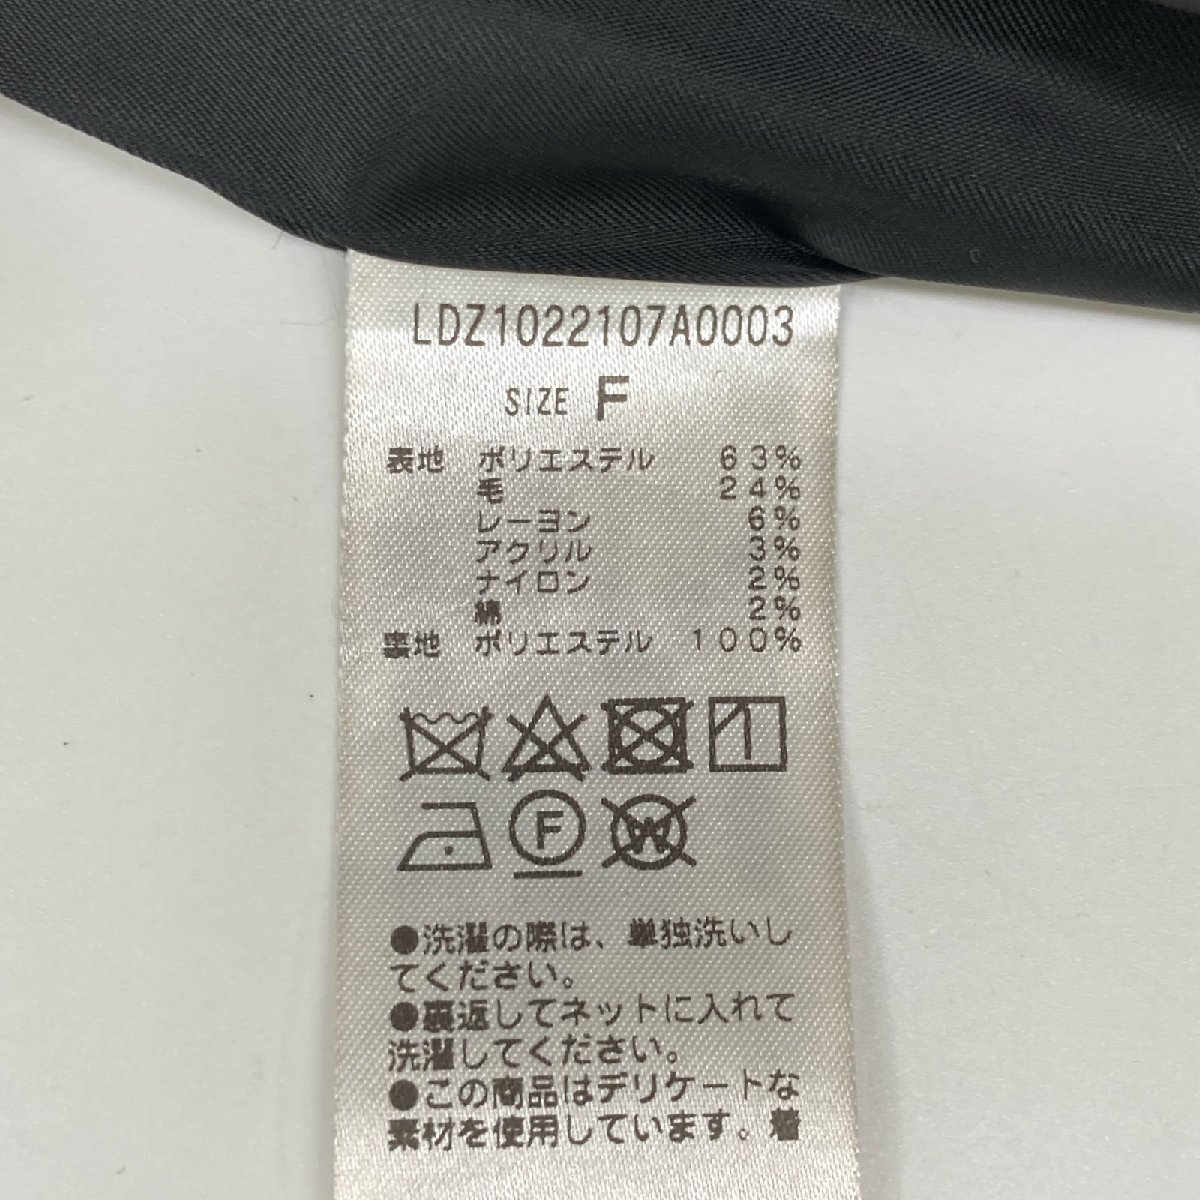 LDZ1022107A0003
SIZE F
表地 ポリエステル 63%
毛 24%
レーヨン 6%
アクリル 3%
ナイロン 2%
綿 2%
裏地 ポリエステル 100%
F W
●洗濯の際は、単独洗いし
てください。
●裏返してネットに入れて
洗濯してください。
●この商品はデリケートな
素材を使用しています。着